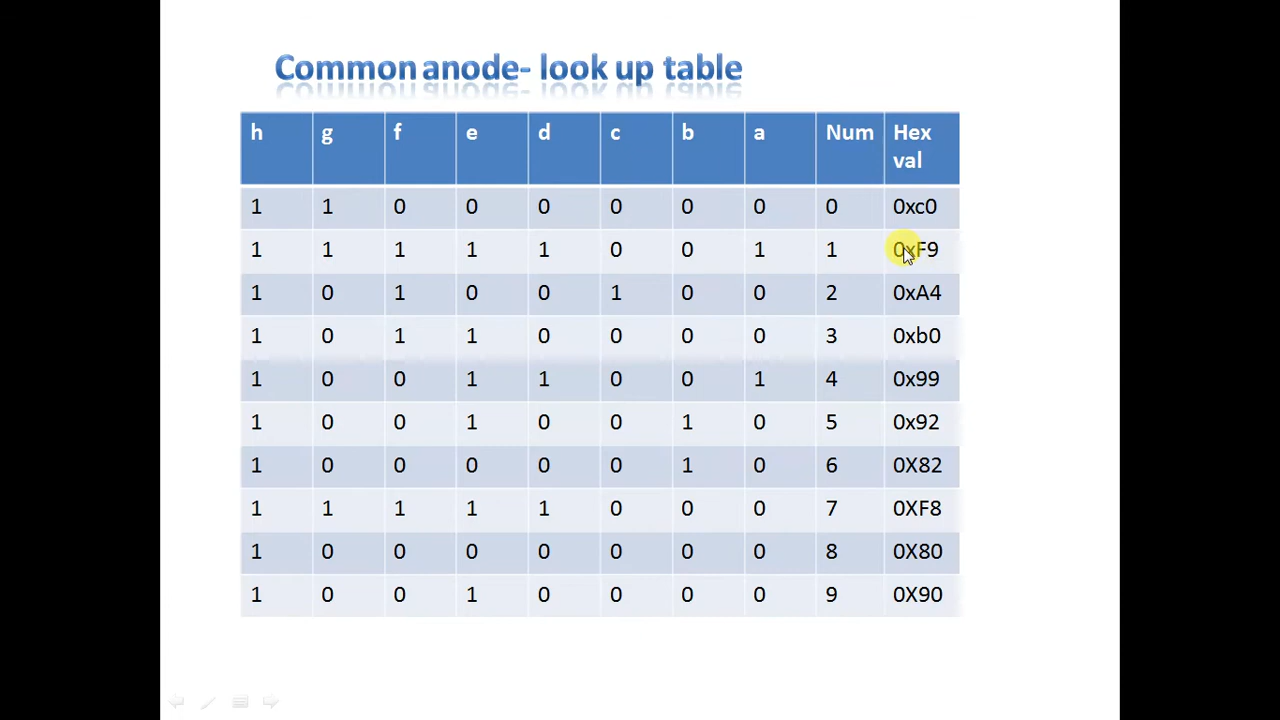 Common anode- look up table
h g f e d c b a Num Hex val
1 1 0 0 0 0 0 0 0 0xc0
1 1 1 1 1 0 0 1 1 0xF9
1 0 1 0 0 1 0 0 2 0xA4
1 0 1 1 0 0 0 0 3 0xb0
1 0 0 1 1 0 0 1 4 0x99
1 0 0 1 0 0 1 0 5 0x92
1 0 0 0 0 0 1 0 6 0X82
1 1 1 1 1 0 0 0 7 0XF8
1 0 0 0 0 0 0 0 8 0X80
1 0 0 1 0 0 0 0 9 0X90